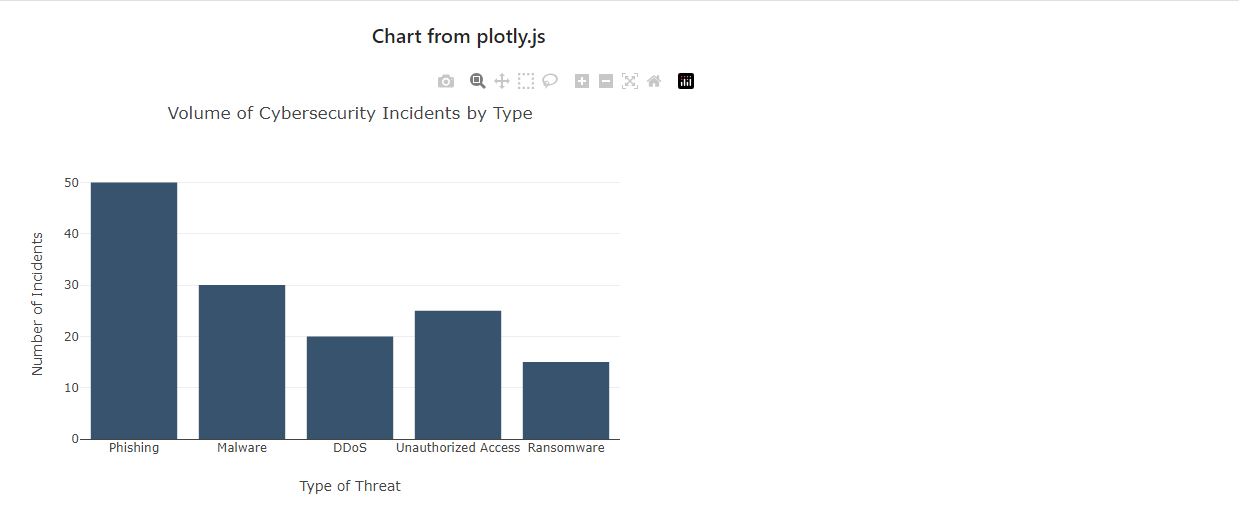 Chart from plotly.js
Volume of Cybersecurity Incidents by Type
50
40
30
20
10
0
Number of Incidents
Phishing Malware DDoS Unauthorized Access Ransomware
Type of Threat